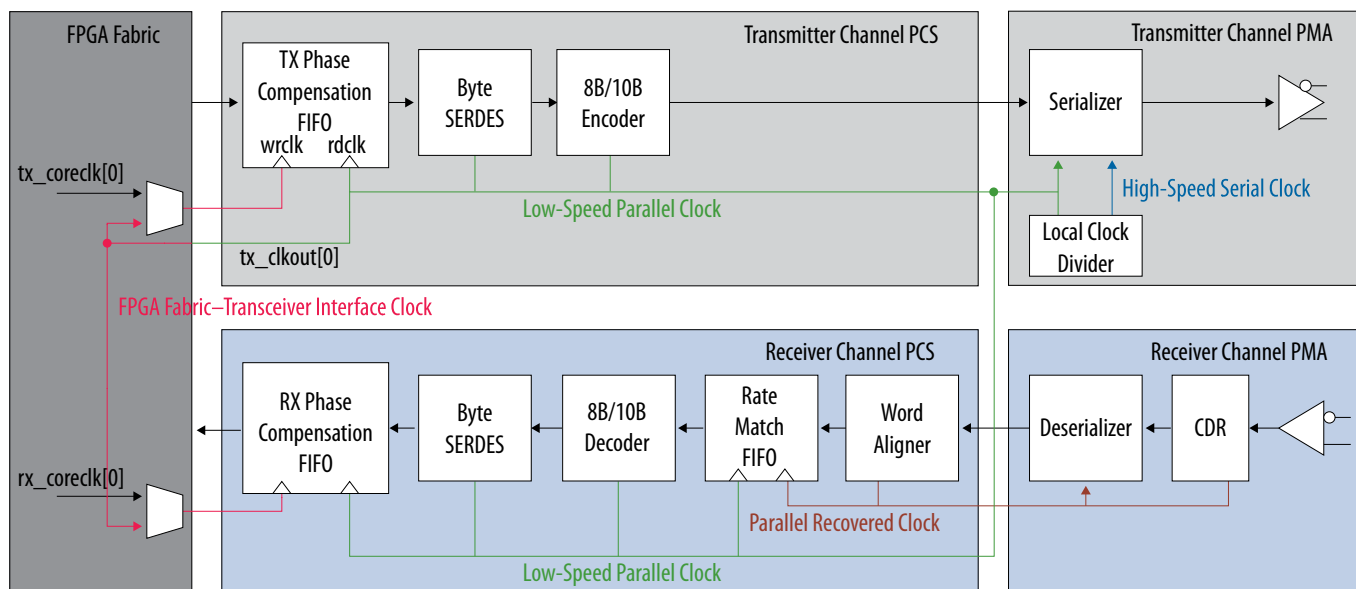 FPGA Fabric
Transmitter Channel PCS
Transmitter Channel PMA
TX Phase
Compensation
FIFO
wrclk
rdclk
Byte
SERDES
8B/10B
Encoder
Serializer
tx_coreclk[0]
High-Speed Serial Clock
Low-Speed Parallel Clock
tx_clkout[0]
Local Clock
Divider
FPGA Fabric–Transceiver Interface Clock
Receiver Channel PCS
Receiver Channel PMA
RX Phase
Compensation
FIFO
Byte
SERDES
8B/10B
Decoder
Rate
Match
FIFO
Word
Aligner
Deserializer
CDR
rx_coreclk[0]
Parallel Recovered Clock
Low-Speed Parallel Clock